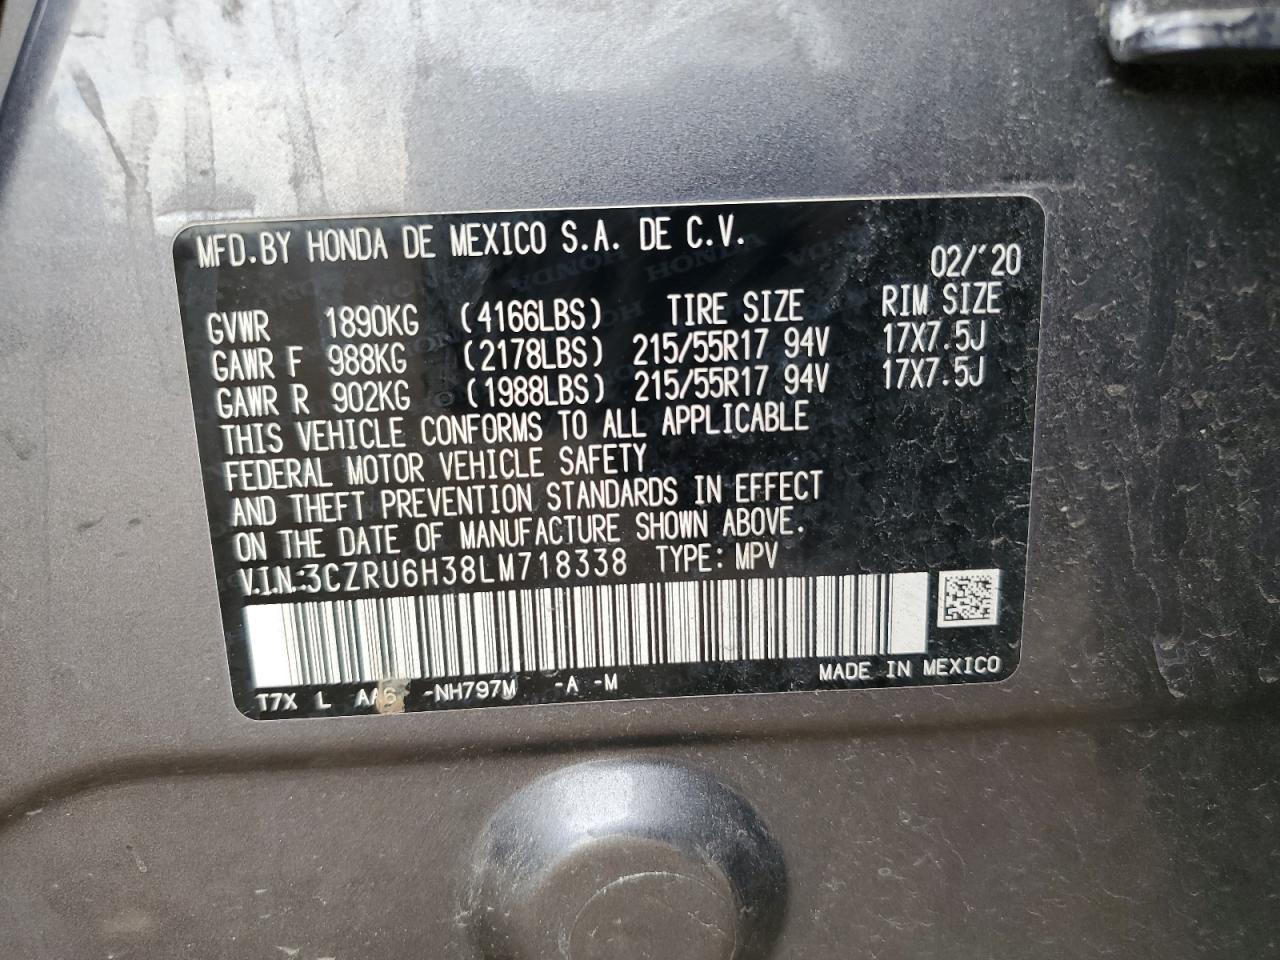 MFD.BY HONDA DE MEXICO S.A. DE C.V.
02/'20
GVWR 1890KG (4166LBS) TIRE SIZE RIM SIZE
GAWR F 988KG (2178LBS) 215/55R17 94V 17X7.5J
GAWR R 902KG (1988LBS) 215/55R17 94V 17X7.5J
THIS VEHICLE CONFORMS TO ALL APPLICABLE
FEDERAL MOTOR VEHICLE SAFETY
AND THEFT PREVENTION STANDARDS IN EFFECT
ON THE DATE OF MANUFACTURE SHOWN ABOVE.
V.I.N.:3CZRU6H38LM718338 TYPE: MPV
MADE IN MEXICO
T7X L AA6 -NH797M -A -M